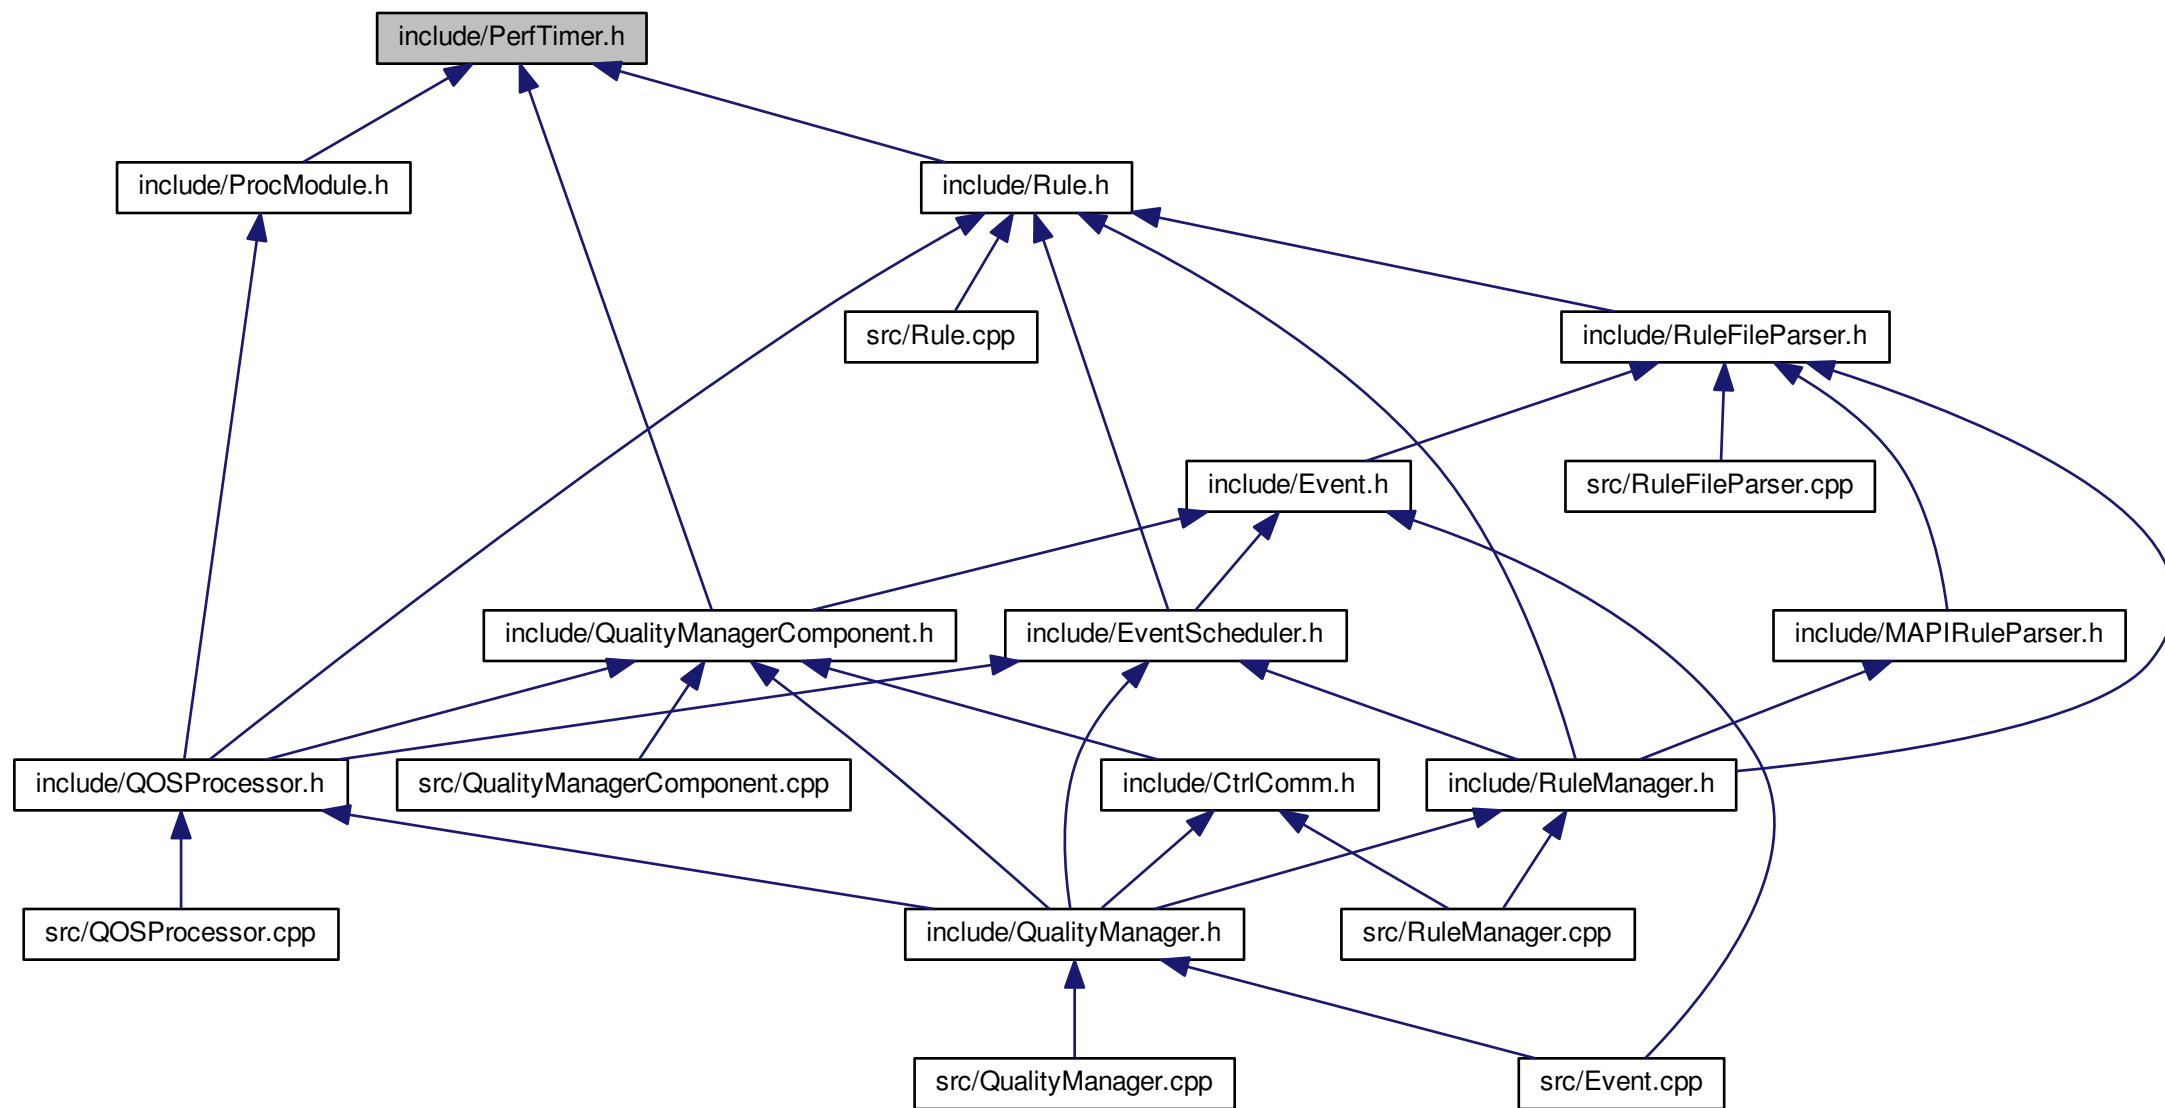 include/PerfTimer.h
include/ProcModule.h
include/Rule.h
src/Rule.cpp
include/RuleFileParser.h
include/Event.h
src/RuleFileParser.cpp
include/QualityManagerComponent.h
include/EventScheduler.h
include/MAPIRuleParser.h
include/QOSProcessor.h
src/QualityManagerComponent.cpp
include/CtrlComm.h
include/RuleManager.h
src/QOSProcessor.cpp
include/QualityManager.h
src/RuleManager.cpp
src/QualityManager.cpp
src/Event.cpp